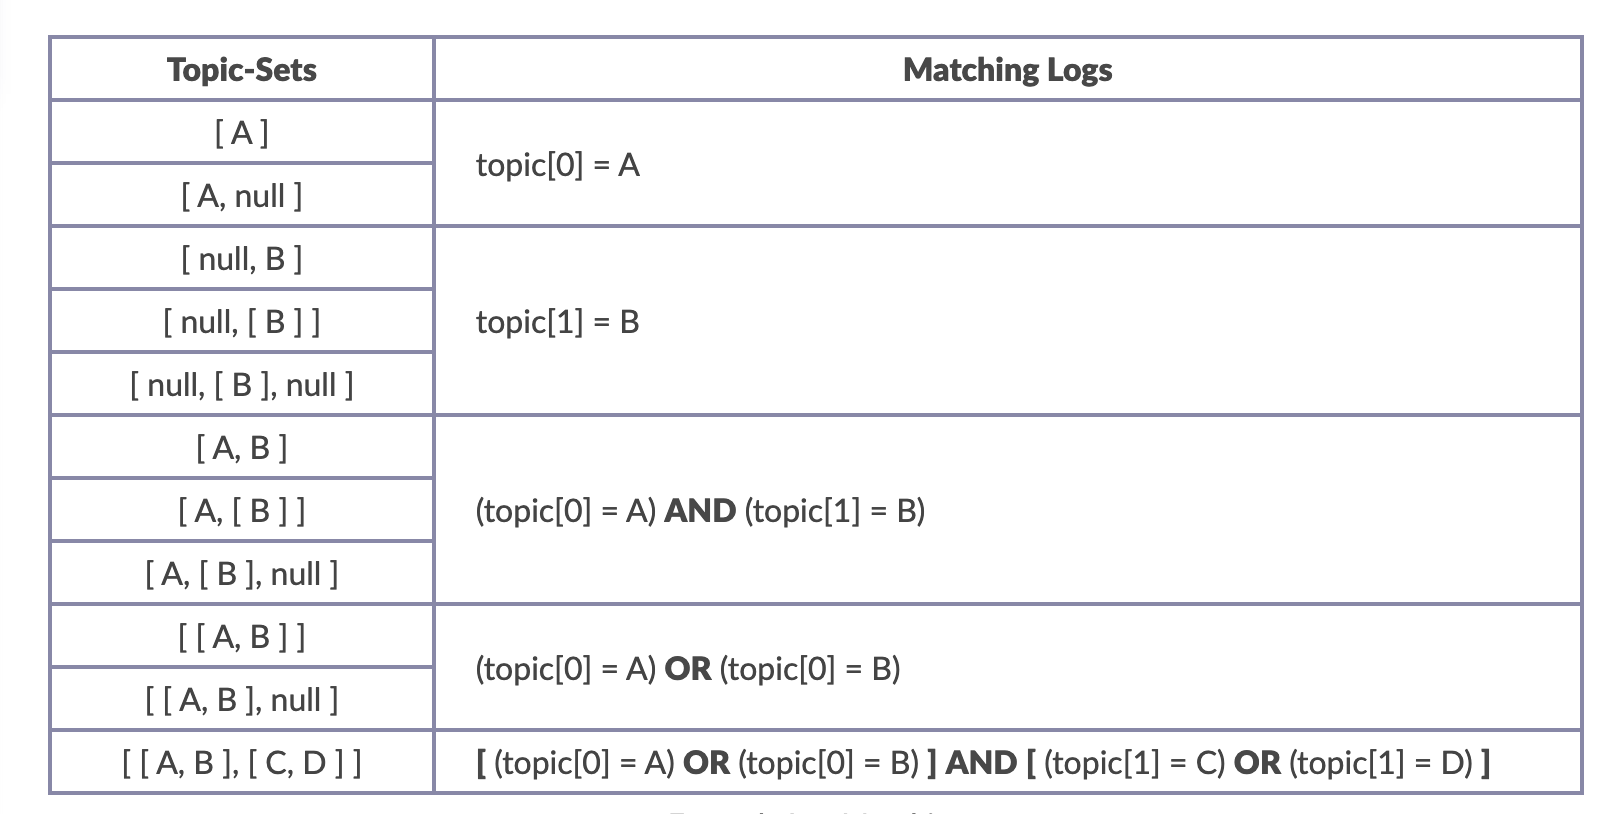 Topic-Sets Matching Logs
[ A ]
topic[0] = A
[ A, null ]
[ null, B ]
[ null, [ B ] ]
topic[1] = B
[ null, [ B ], null ]
[ A, B ]
[ A, [ B ] ]
(topic[0] = A) AND (topic[1] = B)
[ A, [ B ], null ]
[ [ A, B ] ]
(topic[0] = A) OR (topic[0] = B)
[ [ A, B ], null ]
[ [ A, B ], [ C, D ] ]
[ (topic[0] = A) OR (topic[0] = B) ] AND [ (topic[1] = C) OR (topic[1] = D) ]